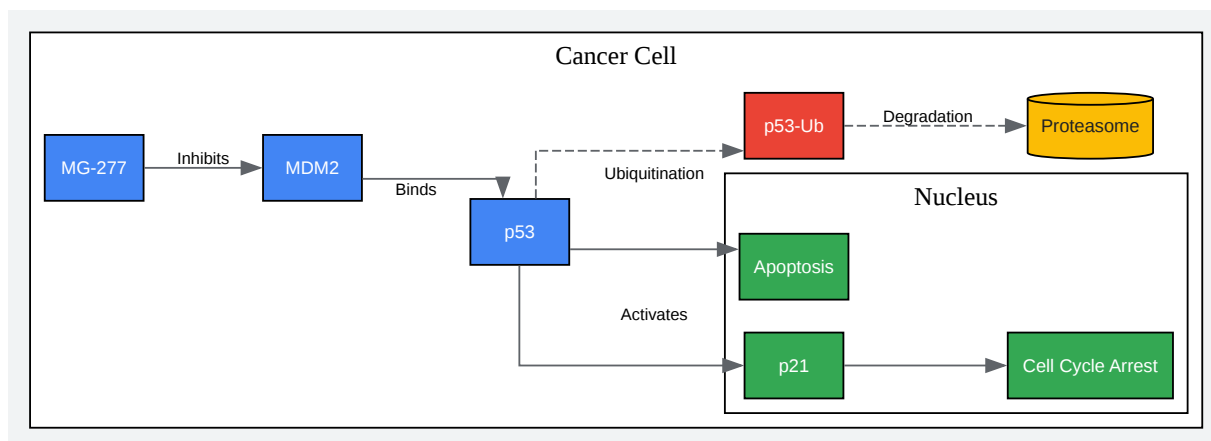 Cancer Cell
MG-277
Inhibits
MDM2
Binds
p53
Ubiquitination
p53-Ub
Degradation
Proteasome
Nucleus
Apoptosis
Activates
p21
Cell Cycle Arrest